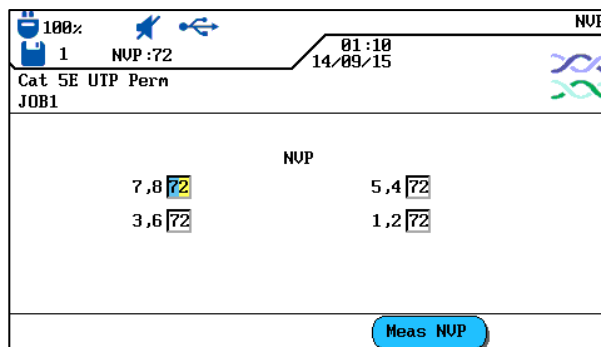 100% NVP
1 NVP:72 01:10
14/09/15
Cat 5E UTP Perm
JOB1
NVP
7,8 72 5,4 72
3,6 72 1,2 72
Meas NVP